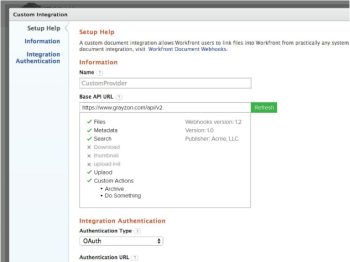 Custom Integration
Setup Help
Information
Integration
Authentication
Setup Help
A custom document integration allows Workfront users to link files into Workfront from practically any system
document integration, visit Workfront Document Webhooks.
Information
Name ?
CustomProvider
Base API URL ?
https://www.grayzon.com/api/v2 Refresh
✓ Files Webhooks version: 1.2
✓ Metadata Version: 1.0
✓ Search Publisher: Acme, LLC
× Download
× thumbnail
× upload init
✓ Uplaod
✓ Custom Actions
• Archive
• Do Something
Integration Authentication
Authentication Type ?
OAuth
Authentication URL ?